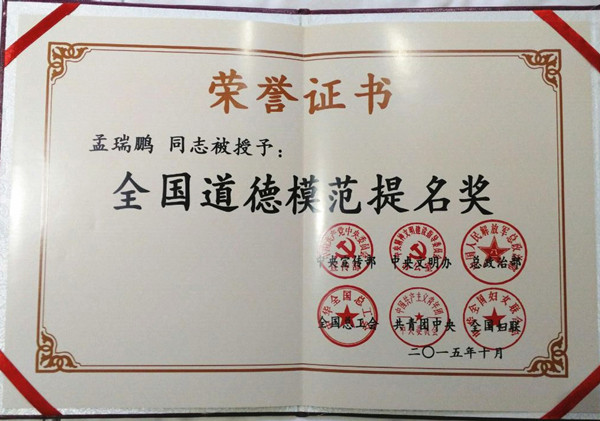 荣誉证书
孟瑞鹏 同志被授予：
全国道德模范提名奖
中央宣传部 中央文明办 总政治部
全国总工会 共青团中央 全国妇联
二〇一五年十月